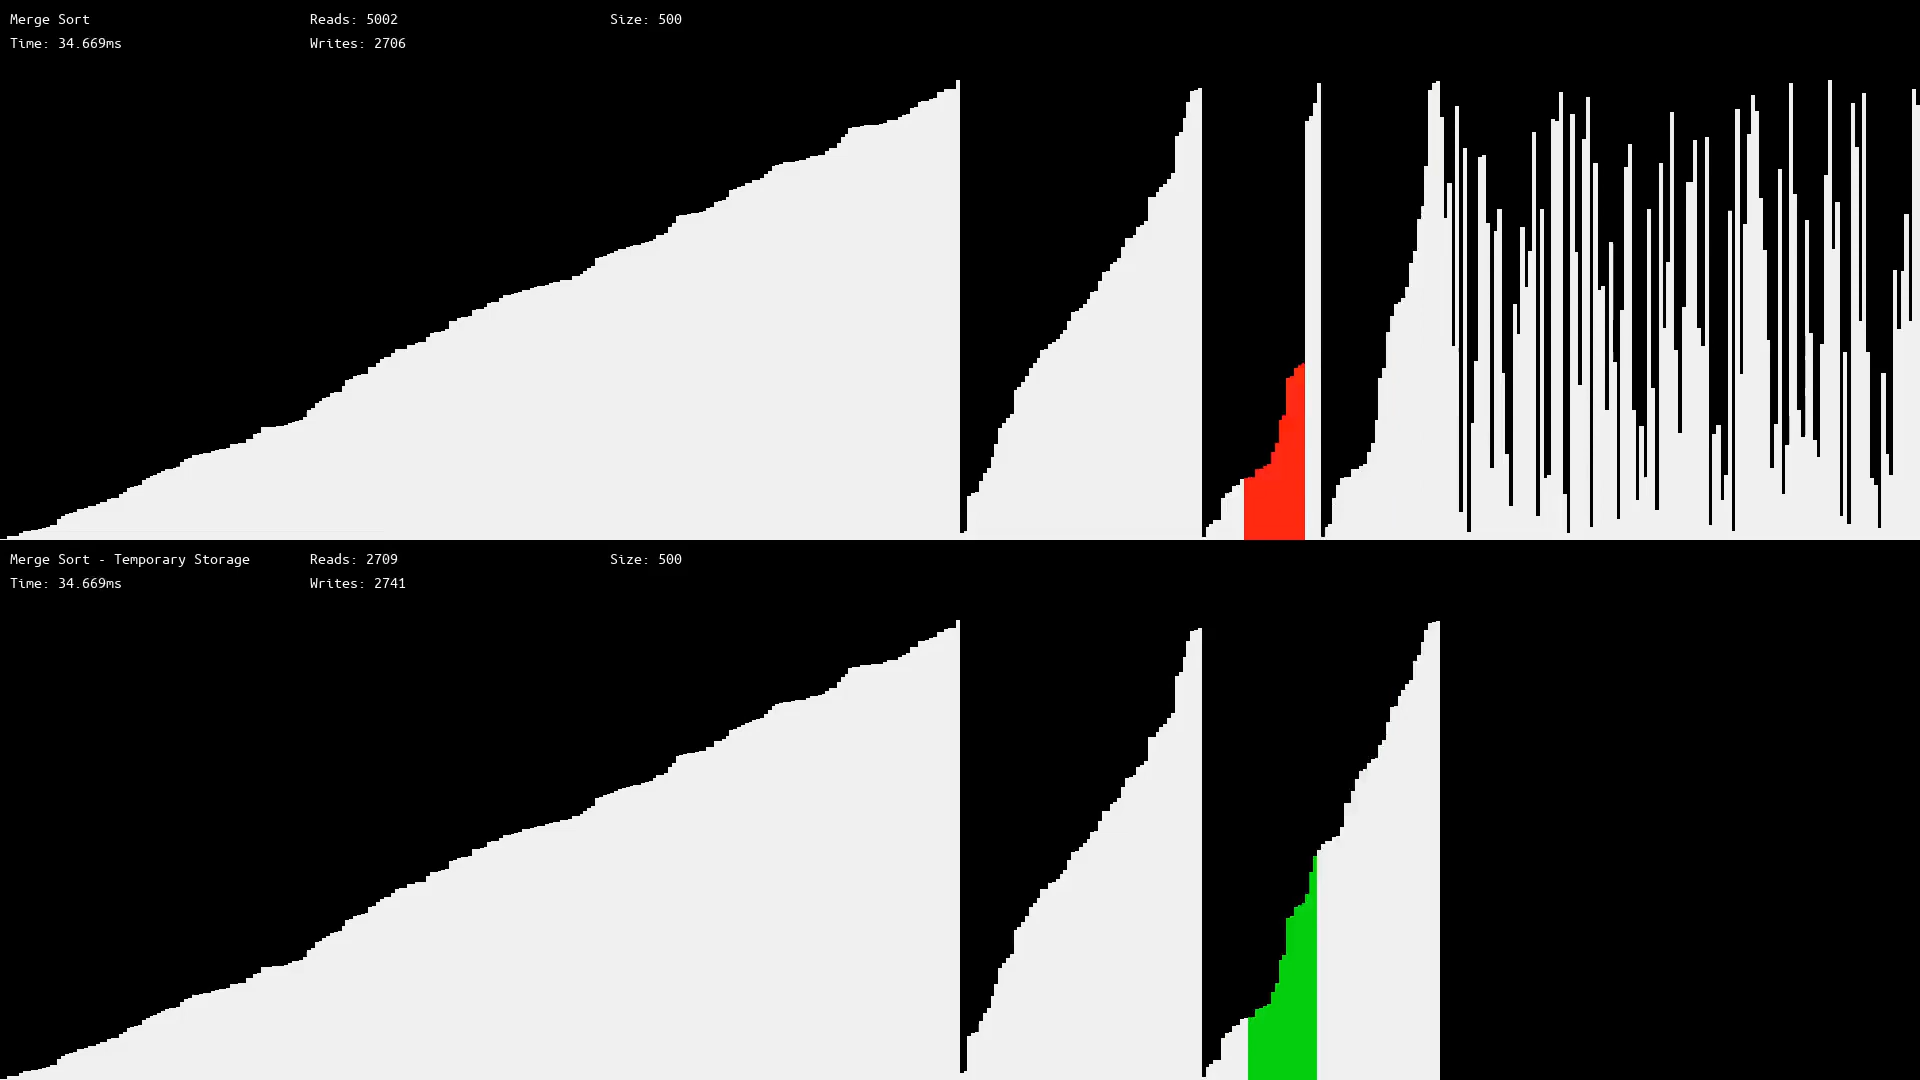 Merge Sort Reads: 5002 Size: 500
Time: 34.669ms Writes: 2706
Merge Sort - Temporary Storage Reads: 2709 Size: 500
Time: 34.669ms Writes: 2741